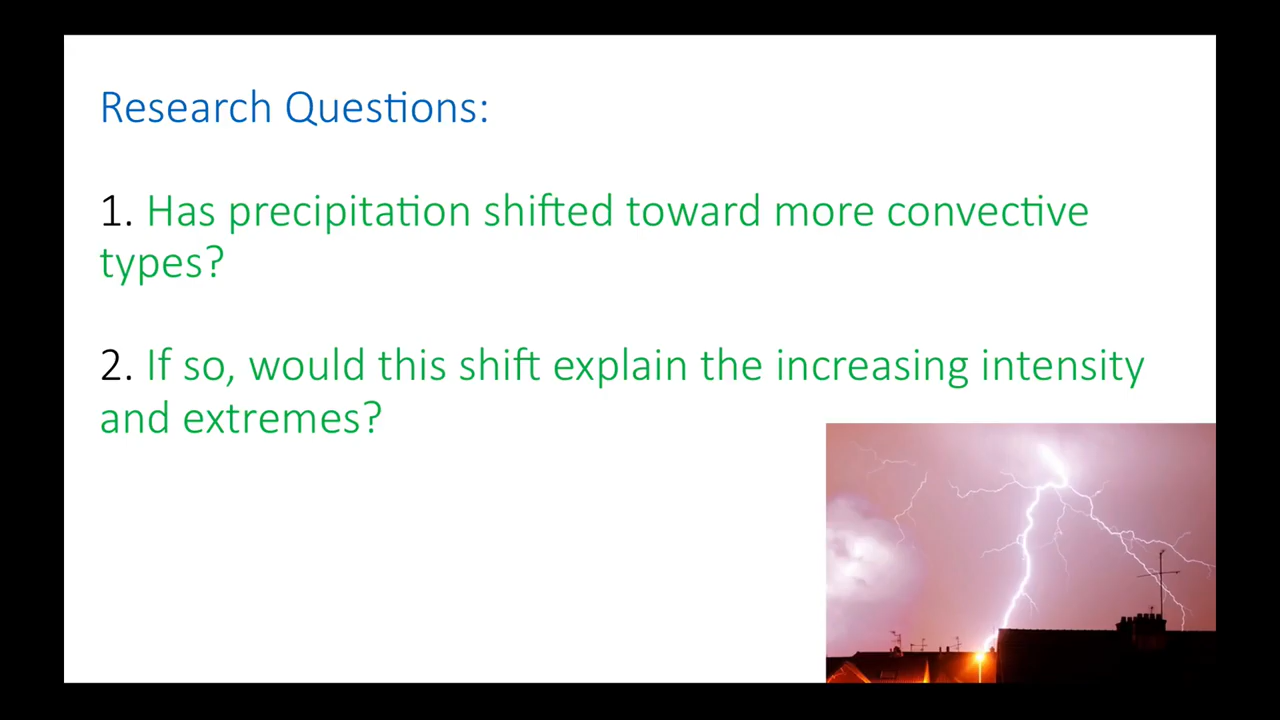 Research Questions:
1. Has precipitation shifted toward more convective
types?
2. If so, would this shift explain the increasing intensity
and extremes?